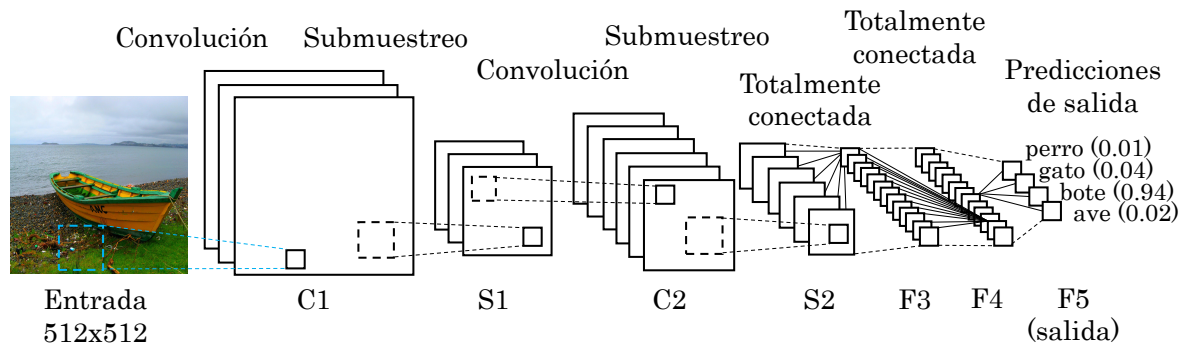 Convolución
Submuestreo
Convolución
Submuestreo
Totalmente
conectada
Totalmente
conectada
Predicciones
de salida
perro (0.01)
gato (0.04)
bote (0.94)
ave (0.02)
Entrada
512x512
C1
S1
C2
S2
F3
F4
F5
(salida)